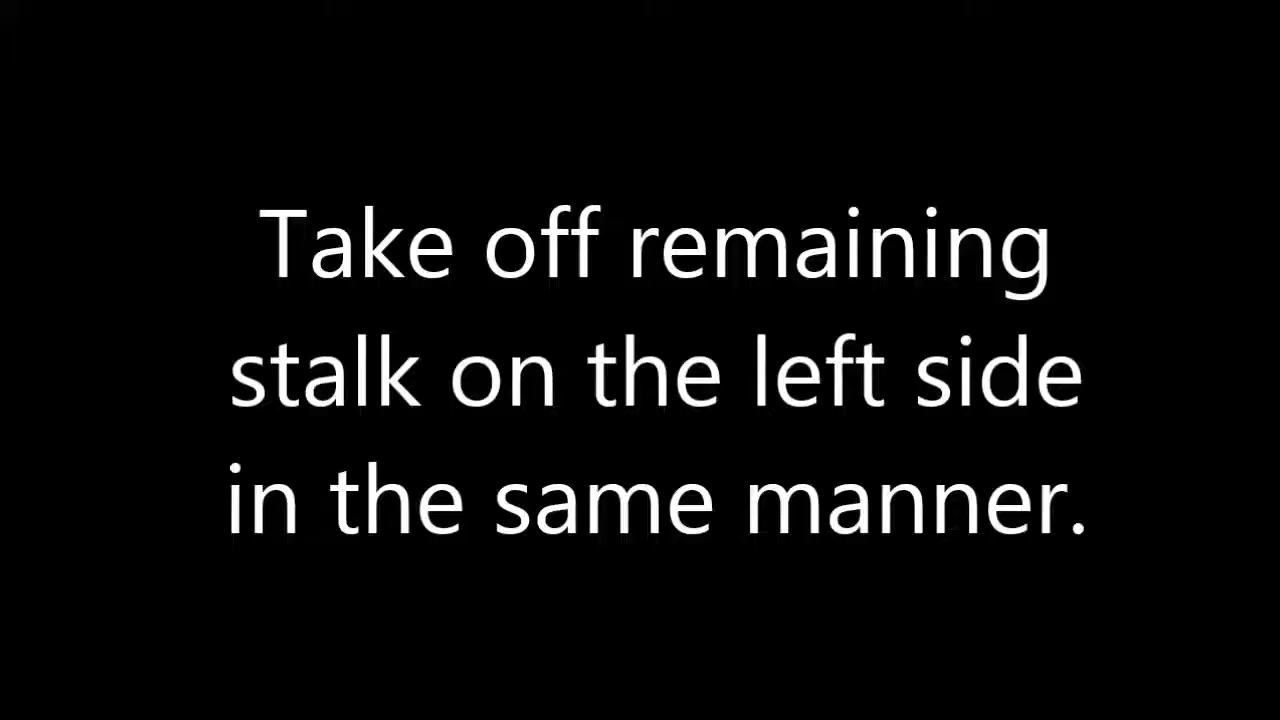 Take off remaining
stalk on the left side
in the same manner.